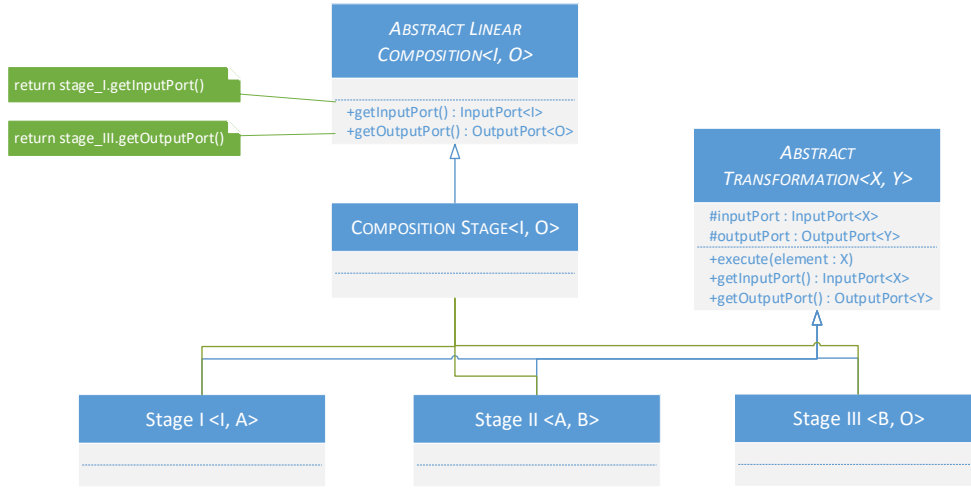 ABSTRACT LINEAR
COMPOSITION<I, O>
return stage_I.getInputPort()
+getInputPort() : InputPort<I>
+getOutputPort() : OutputPort<O>
return stage_III.getOutputPort()
ABSTRACT
TRANSFORMATION<X, Y>
#inputPort : InputPort<X>
#outputPort : OutputPort<Y>
+execute(element : X)
+getInputPort() : InputPort<X>
+getOutputPort() : OutputPort<Y>
COMPOSITION STAGE<I, O>
Stage I <I, A>
Stage II <A, B>
Stage III <B, O>